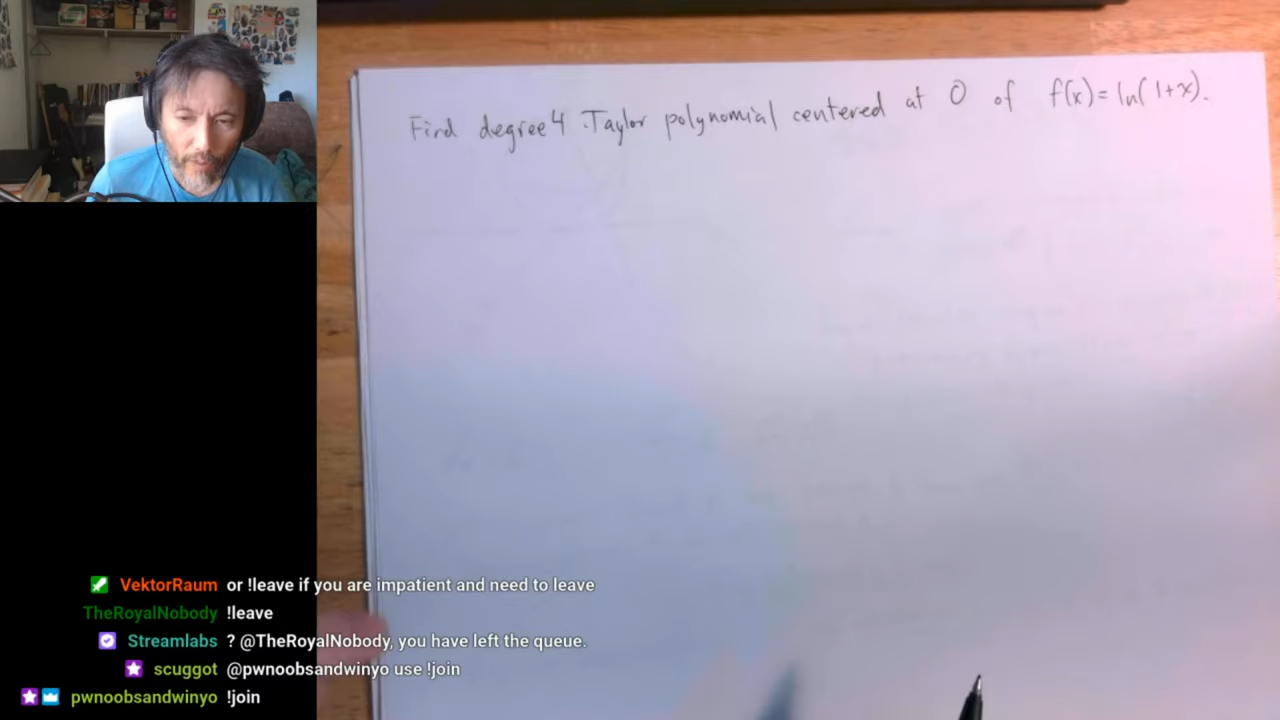 Find degree 4 Taylor polynomial centered at 0 of f(x) = ln(1+x).
VektorRaum or !leave if you are impatient and need to leave
TheRoyalNobody !leave
Streamlabs ? @TheRoyalNobody, you have left the queue.
scuggot @pwnoobsandwinyo use !join
pwnoobsandwinyo !join